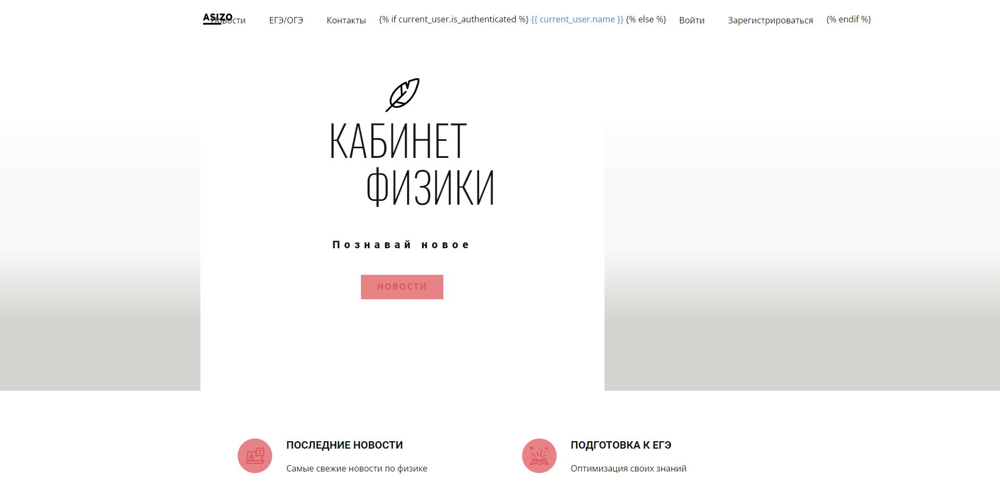 ASIZO
Новости ЕГЭ/ОГЭ Контакты {% if current_user.is_authenticated %} {{ current_user.name }} {% else %} Войти Зарегистрироваться {% endif %}
КАБИНЕТ
ФИЗИКИ
Познавай новое
НОВОСТИ
ПОСЛЕДНИЕ НОВОСТИ
Самые свежие новости по физике
ПОДГОТОВКА К ЕГЭ
Оптимизация своих знаний